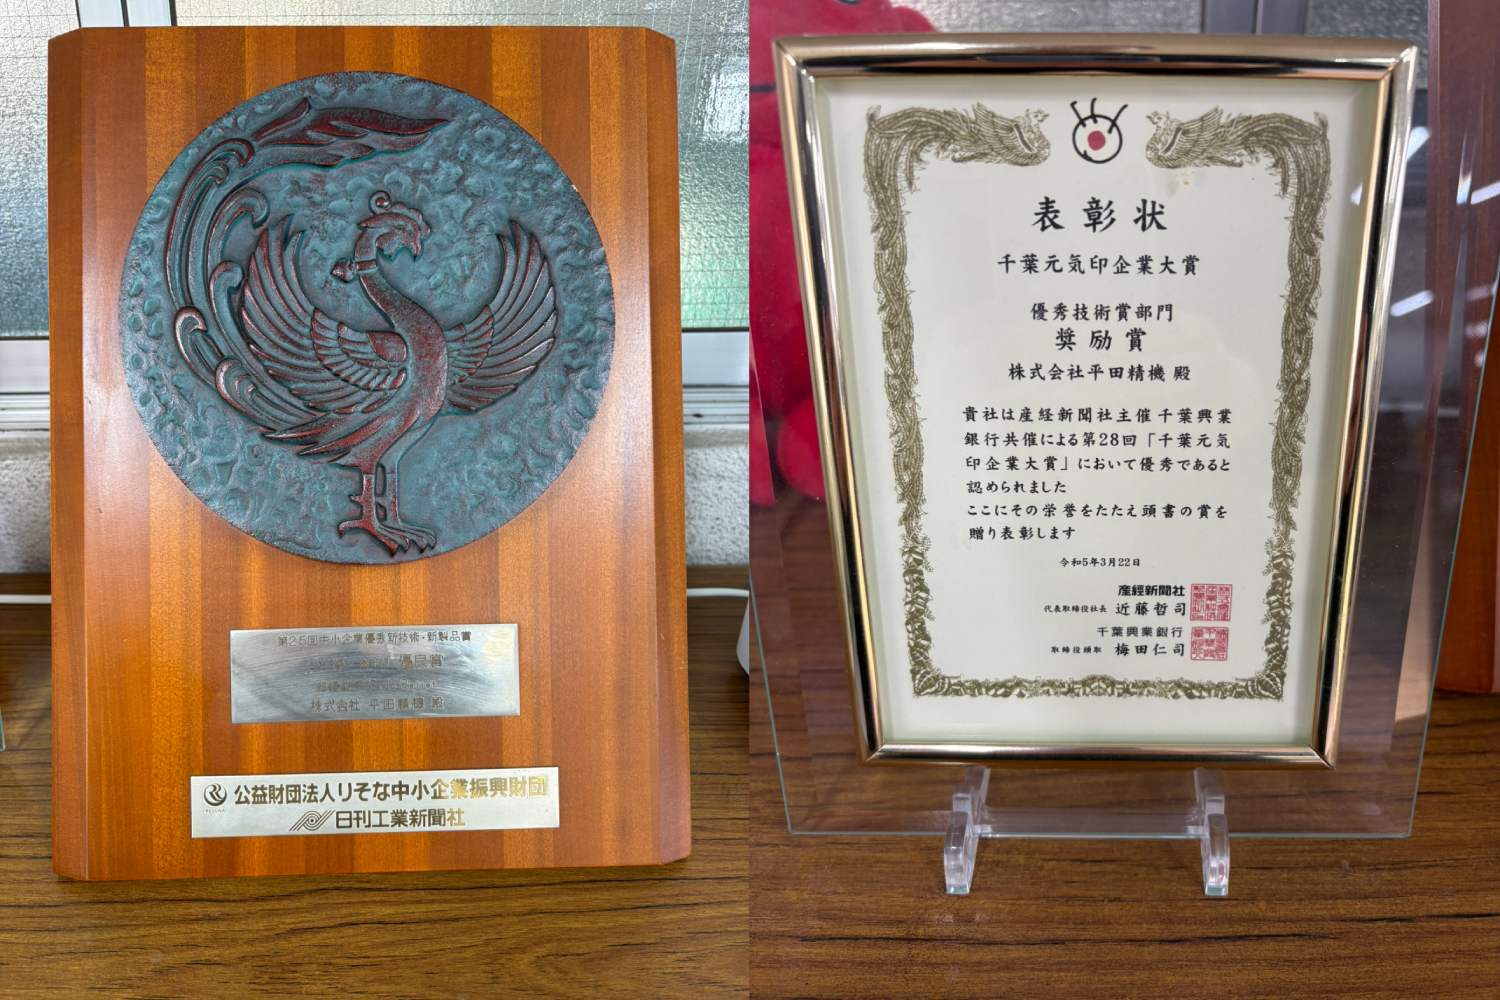 第25回中小企業優秀新技術・新製品賞
優良賞
株式会社 平田精機 殿
RESONA
公益財団法人りそな中小企業振興財団
日刊工業新聞社
表彰状
千葉元気印企業大賞
優秀技術賞部門
奨励賞
株式会社平田精機 殿
貴社は産経新聞社主催千葉興業
銀行共催による第28回「千葉元気
印企業大賞」において優秀であると
認められました
ここにその栄誉をたたえ頭書の賞を
贈り表彰します
令和5年3月22日
産經新聞社
代表取締役社長 近藤哲司
千葉興業銀行
取締役頭取 梅田仁司